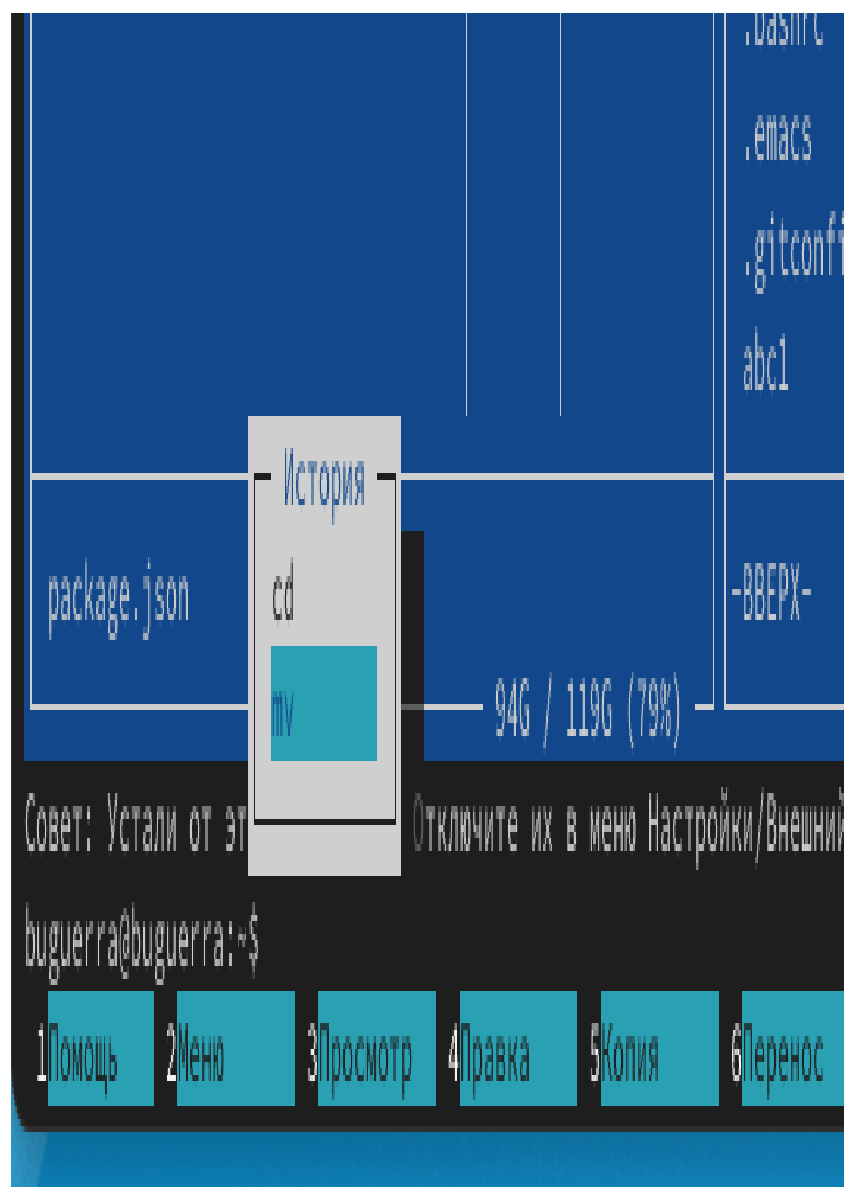 .bashrc
.emacs
.gitconfi
abc1
История
package.json
cd
-ВВЕРХ-
mv
94G / 119G (79%)
Совет: Устали от эт Отключите их в меню Настройки/Внешний
buguerra@buguerra:~$
1Помощь 2Меню 3Просмотр 4Правка 5Копия 6Перенос